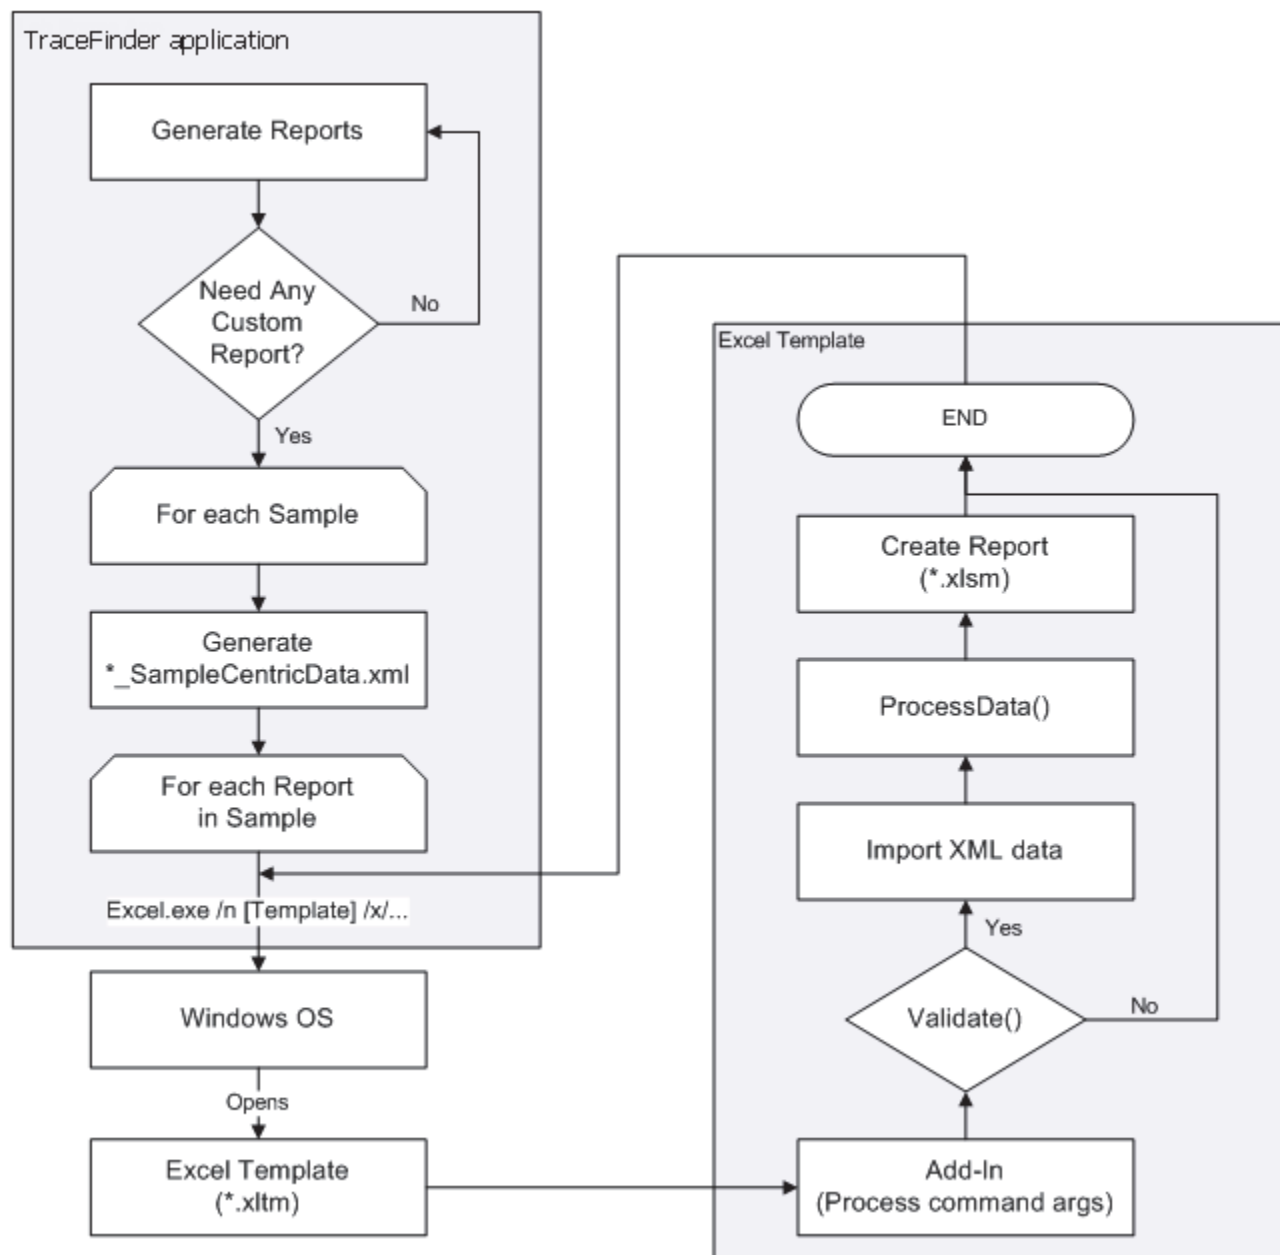 TraceFinder application
Generate Reports
Need Any
Custom
Report?
No
Yes
For each Sample
Generate
*_SampleCentricData.xml
For each Report
in Sample
Excel.exe /n [Template] /x/...
Windows OS
Opens
Excel Template
(*.xltm)
Excel Template
END
Create Report
(*.xlsm)
ProcessData()
Import XML data
Yes
Validate()
No
Add-In
(Process command args)